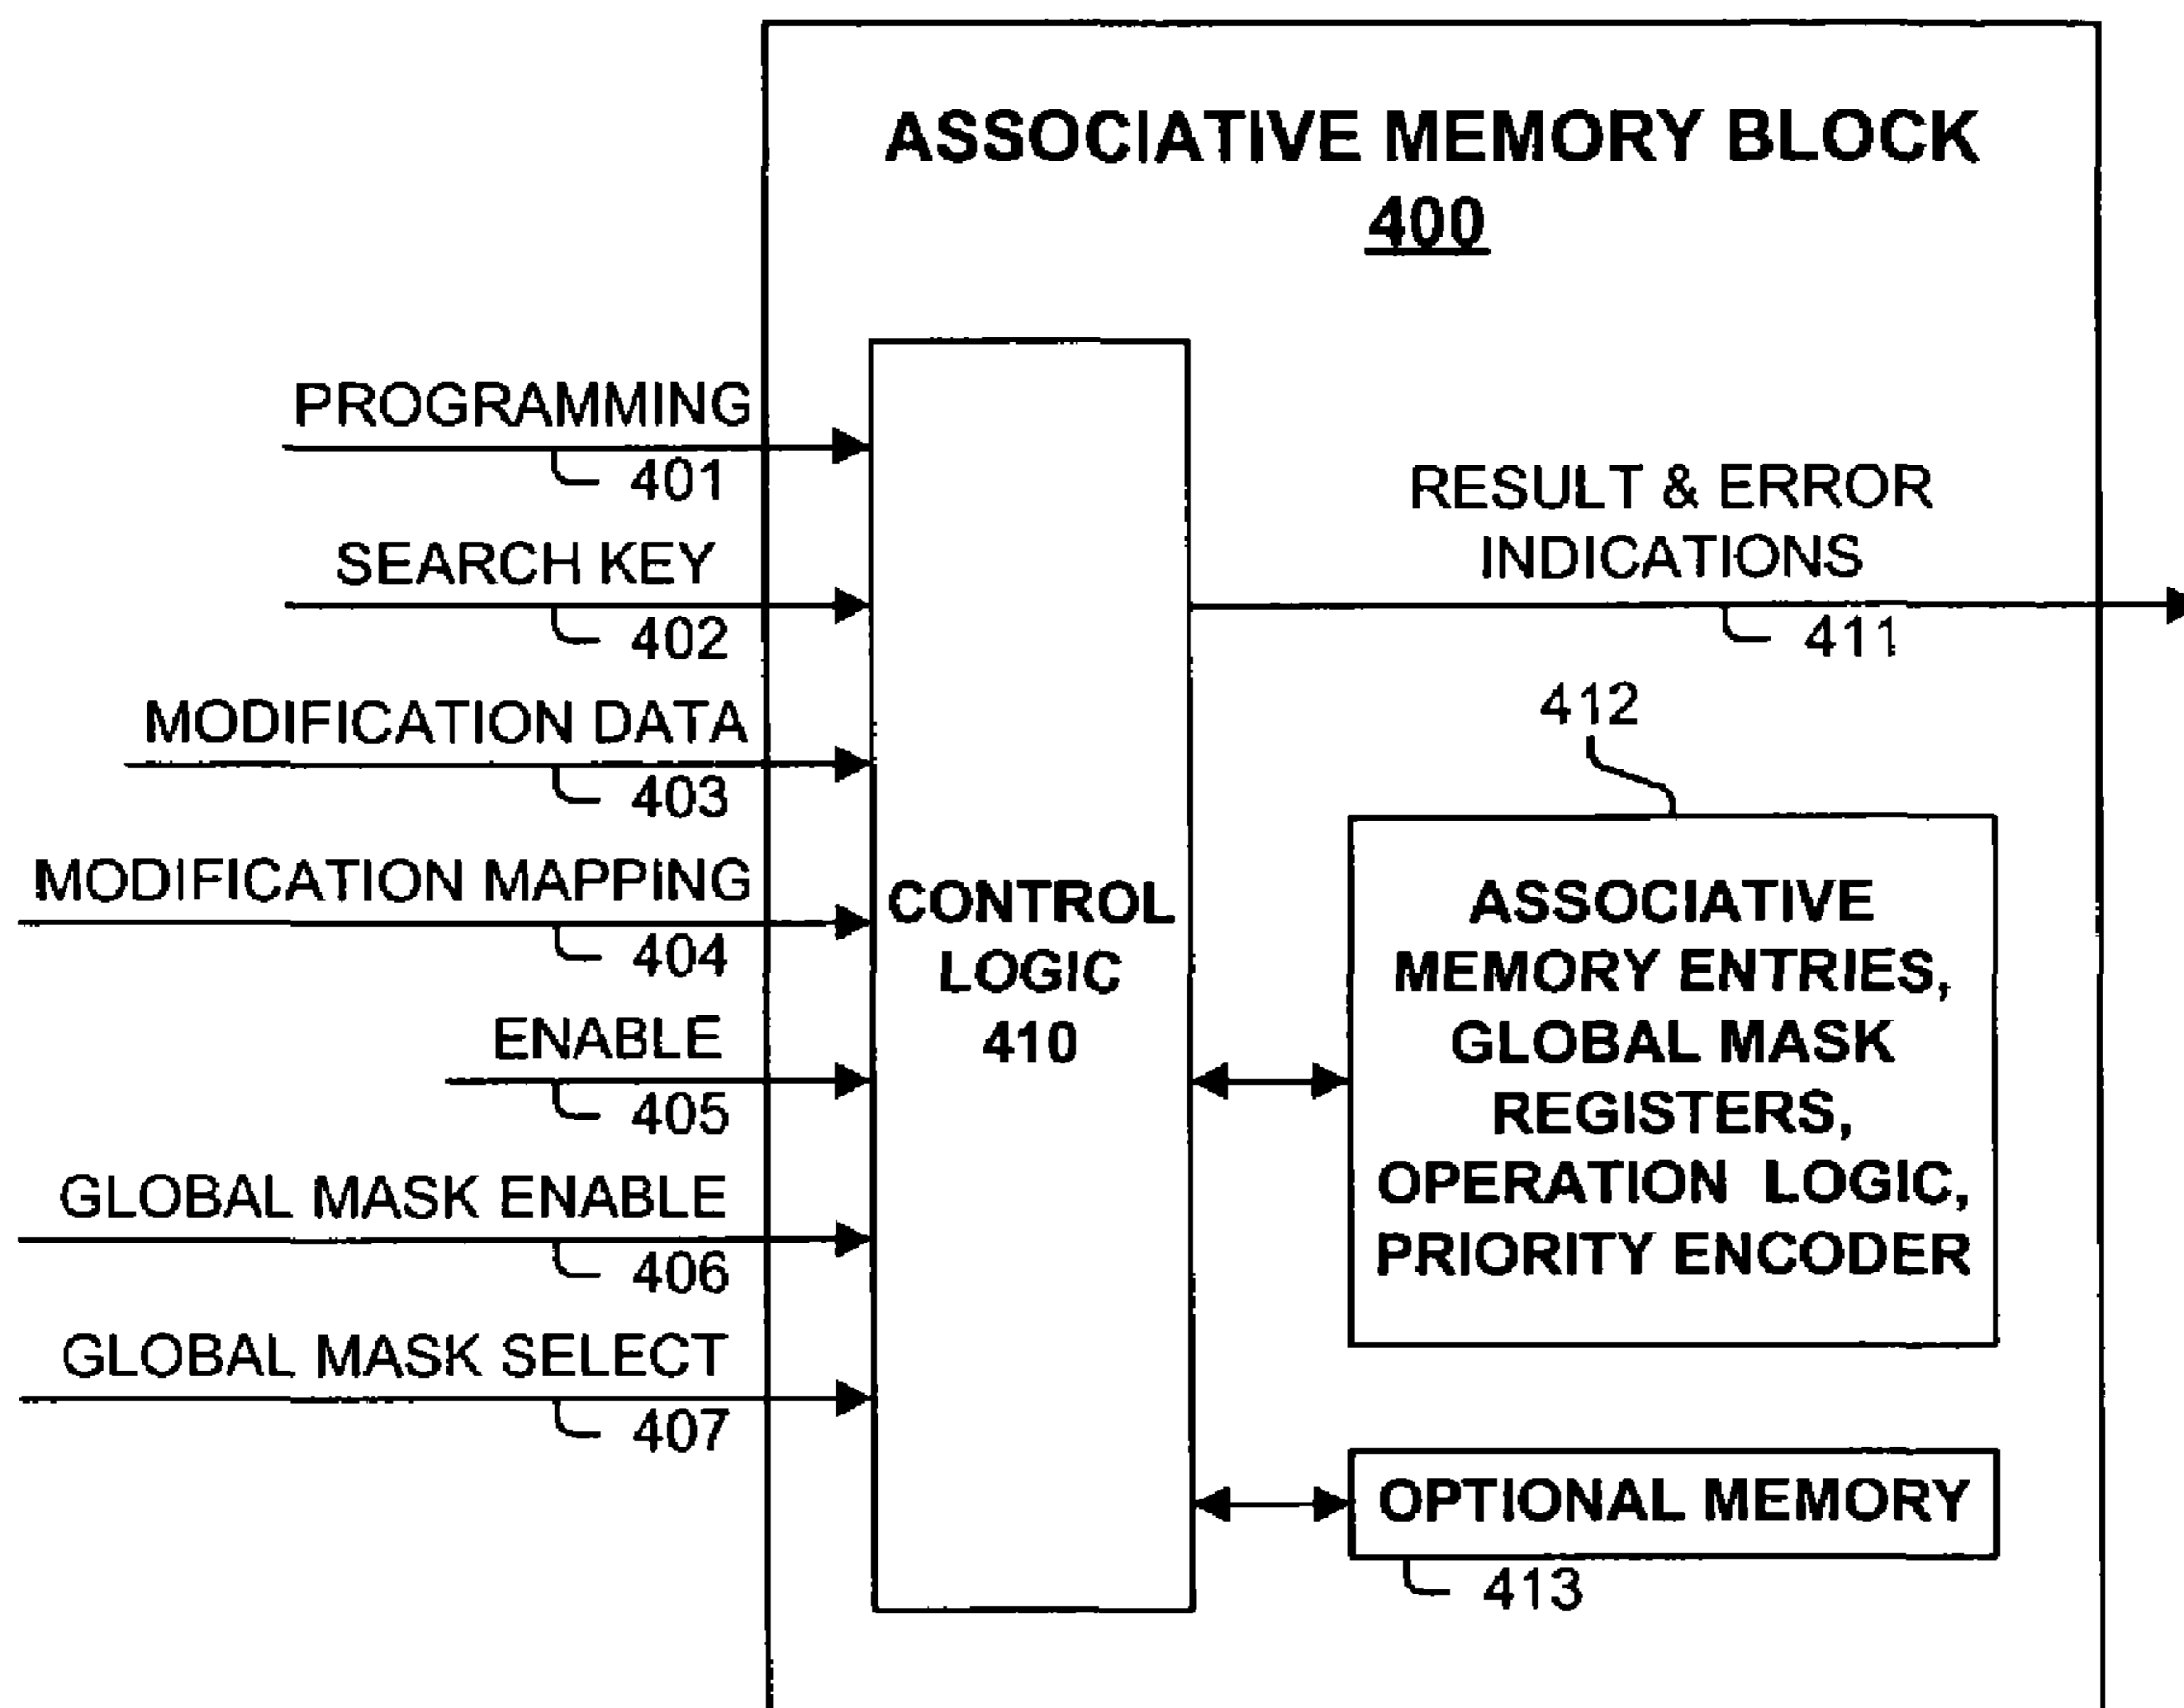 ASSOCIATIVE MEMORY BLOCK
400
PROGRAMMING
401
SEARCH KEY
402
MODIFICATION DATA
403
MODIFICATION MAPPING
404
ENABLE
405
GLOBAL MASK ENABLE
406
GLOBAL MASK SELECT
407
CONTROL
LOGIC
410
RESULT & ERROR
INDICATIONS
411
412
ASSOCIATIVE
MEMORY ENTRIES,
GLOBAL MASK
REGISTERS,
OPERATION LOGIC,
PRIORITY ENCODER
OPTIONAL MEMORY
413